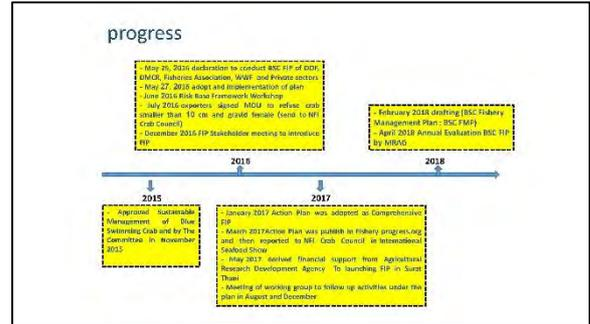 progress
- May 26, 2016 declaration to conduct BSC FIP of DOF,
DMCR, Fisheries Association, WWF and Private sectors
- May 27, 2016 adopt and implementation of plan
- June 2016 Risk Base Framework Workshop
- July 2016 exporters signed MOU to refuse crab
smaller than 10 cm and gravid female (send to NFI
Crab Council)
- December 2016 FIP Stakeholder meeting to introduce
FIP
- February 2018 drafting (BSC Fishery
Management Plan : BSC FMP)
- April 2018 Annual Evaluation BSC FIP
by MRAG
2016
2018
2015
2017
- Approved Sustainable
Management of Blue
Swimming Crab and by The
Committee in November
2015
- January 2017 Action Plan was adopted as Comprehensive
FIP
- March 2017Action Plan was publish in Fishery progress.org
and then reported to NFI Crab Council in International
Seafood Show
- May 2017 derived financial support from Agricultural
Research Development Agency To launching FIP in Surat
Thani
- Meeting of working group to follow up activities under the
plan in August and December